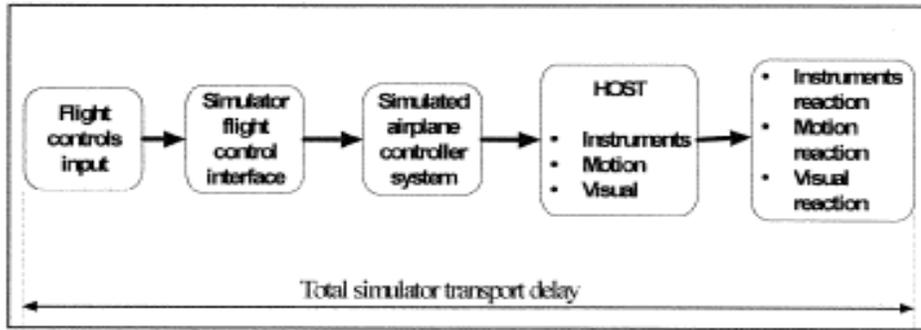 Flight
controls
input
Simulator
flight
control
interface
Simulated
airplane
controller
system
HOST
• Instruments
• Motion
• Visual
• Instruments
reaction
• Motion
reaction
• Visual
reaction
Total simulator transport delay